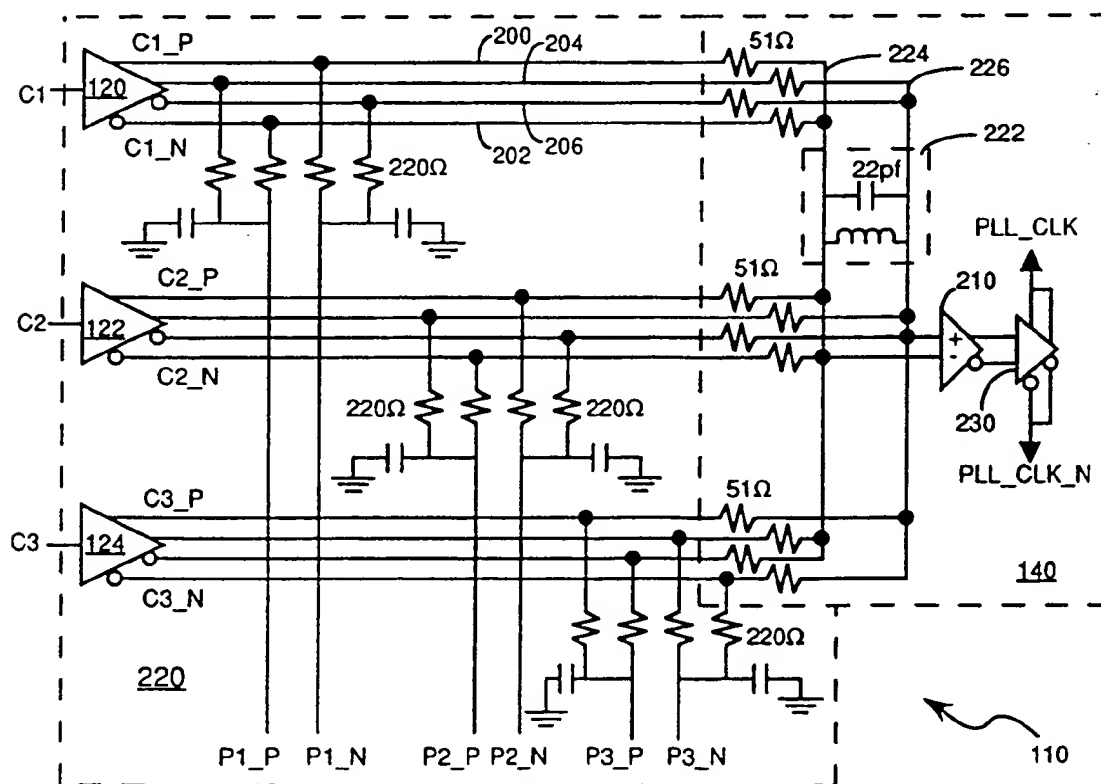 C1_P
200
204
51Ω
224
226
C1
120
C1_N
202
206
220Ω
222
22pf
PLL_CLK
C2_P
51Ω
210
C2
122
+
-
C2_N
230
220Ω
220Ω
PLL_CLK_N
C3_P
51Ω
C3
124
140
C3_N
220Ω
220
P1_P
P1_N
P2_P
P2_N
P3_P
P3_N
110